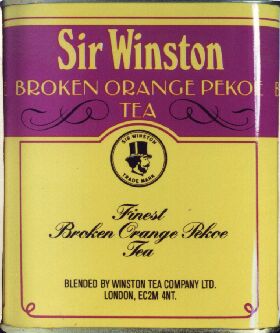 Sir Winston
BROKEN ORANGE PEKOE
TEA
SIR WINSTON
TRADE MARK
Finest
Broken Orange Pekoe
Tea
BLENDED BY WINSTON TEA COMPANY LTD.
LONDON, EC2M 4NT.